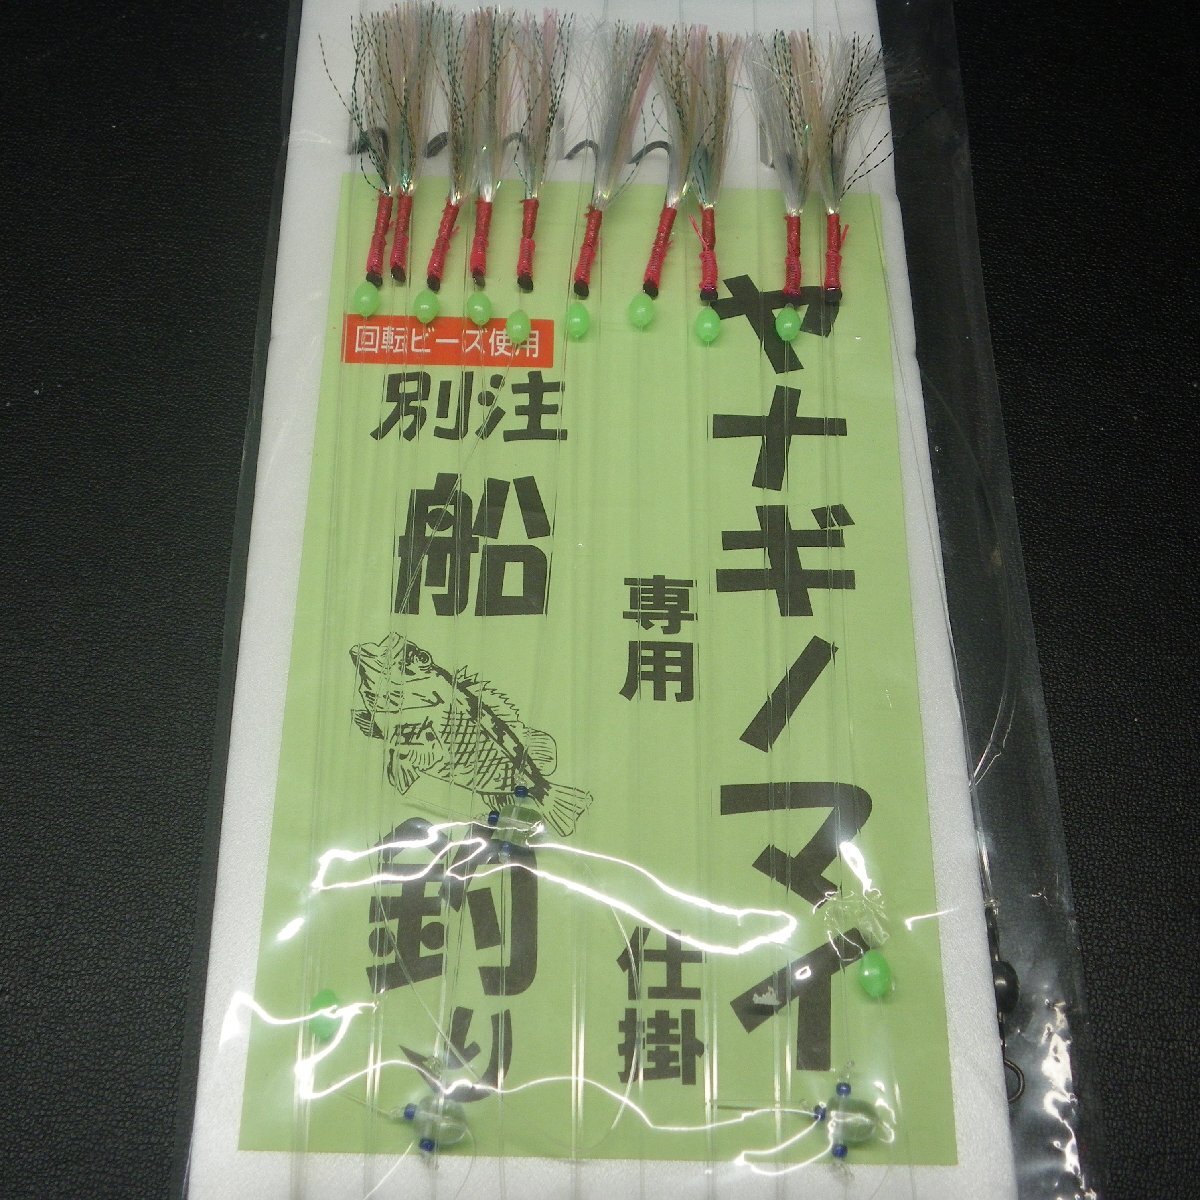 ヤナギノマイ
専用
仕掛
回転ビーズ使用
別注
船
釣り